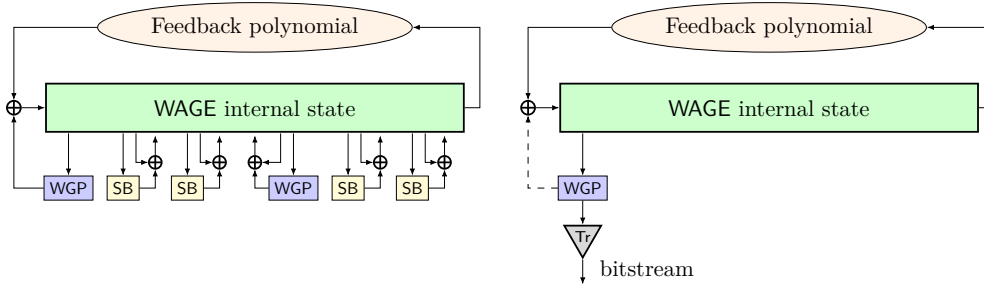 Feedback polynomial
WAGE internal state
WGP SB SB WGP SB SB
Feedback polynomial
WAGE internal state
WGP
Tr
bitstream